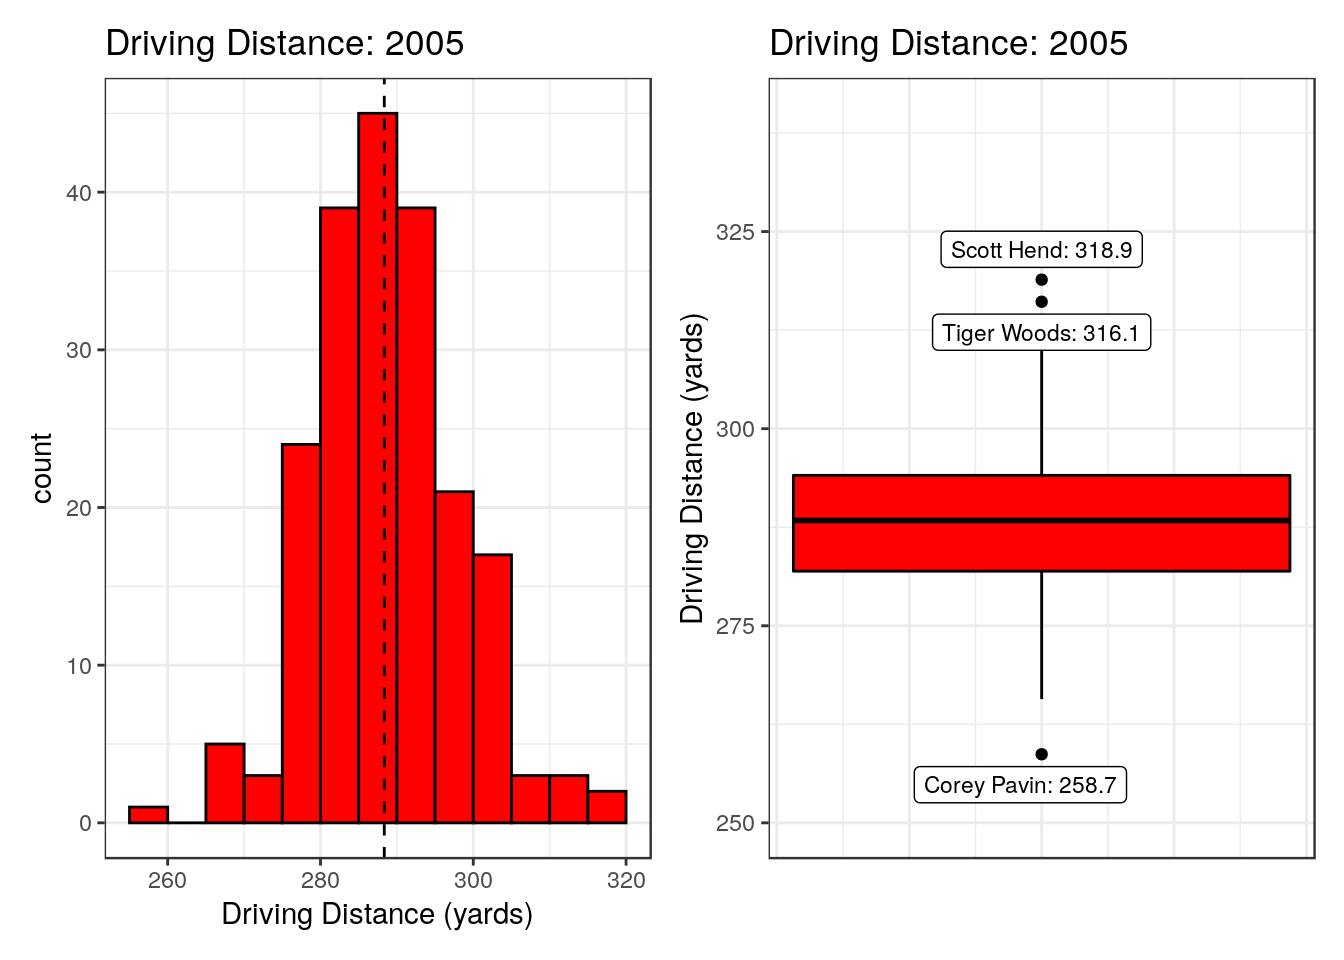 Driving Distance: 2005
count
40
30
20
10
0
260 280 300 320
Driving Distance (yards)
Driving Distance: 2005
Driving Distance (yards)
325
300
275
250
Scott Hend: 318.9
Tiger Woods: 316.1
Corey Pavin: 258.7